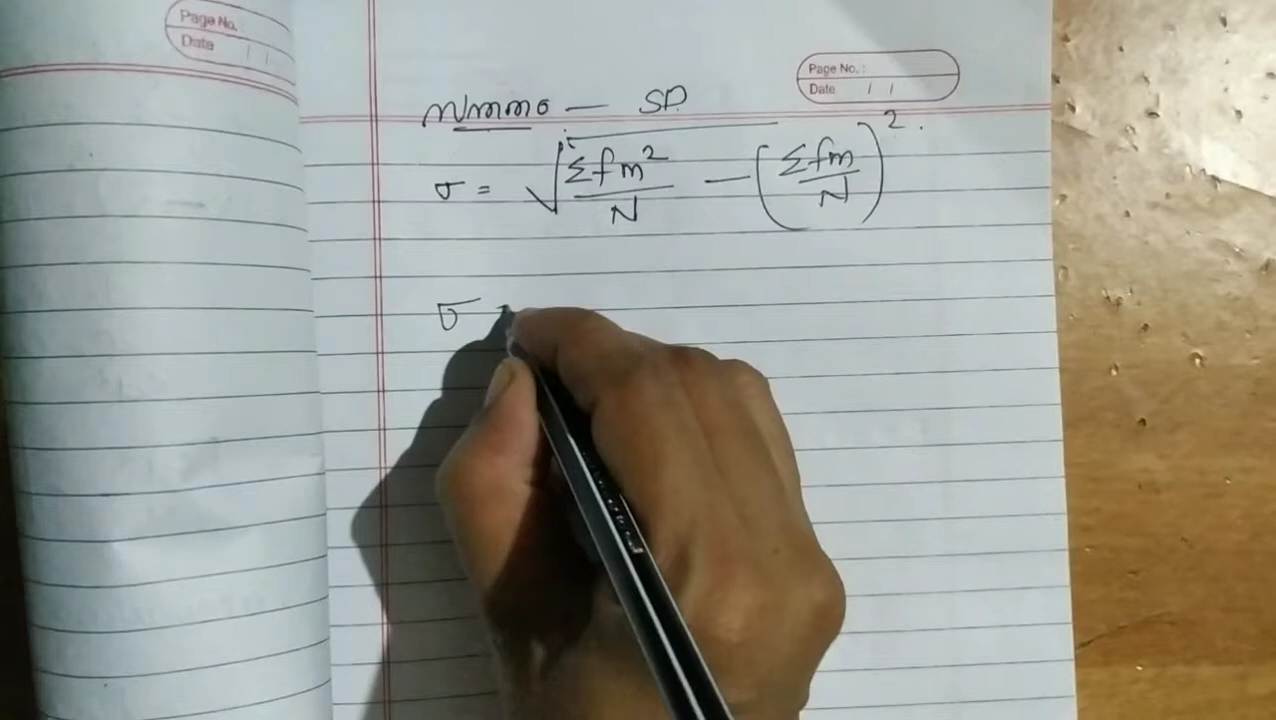 Page No.
Date / /
Page No. :
Date / /
— SD.
σ = √(Σfm²/N — (Σfm/N)².
σ